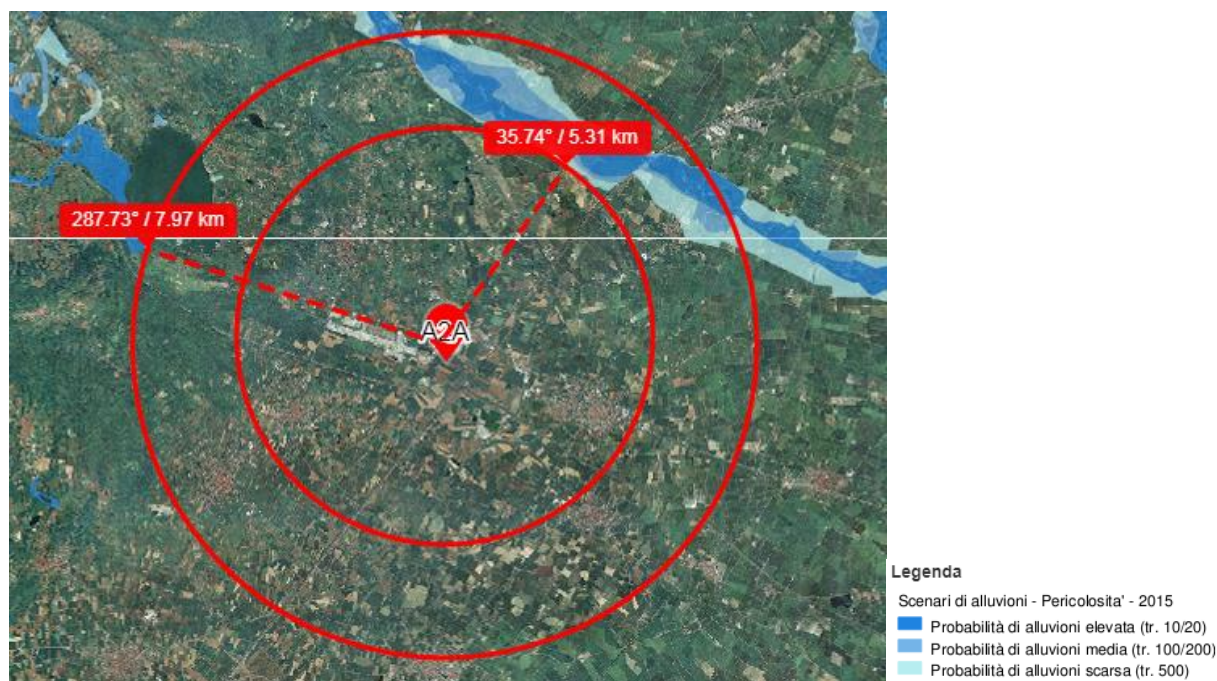 35.74° / 5.31 km
287.73° / 7.97 km
A2A
Legenda
Scenari di alluvioni - Pericolosita' - 2015
Probabilità di alluvioni elevata (tr. 10/20)
Probabilità di alluvioni media (tr. 100/200)
Probabilità di alluvioni scarsa (tr. 500)